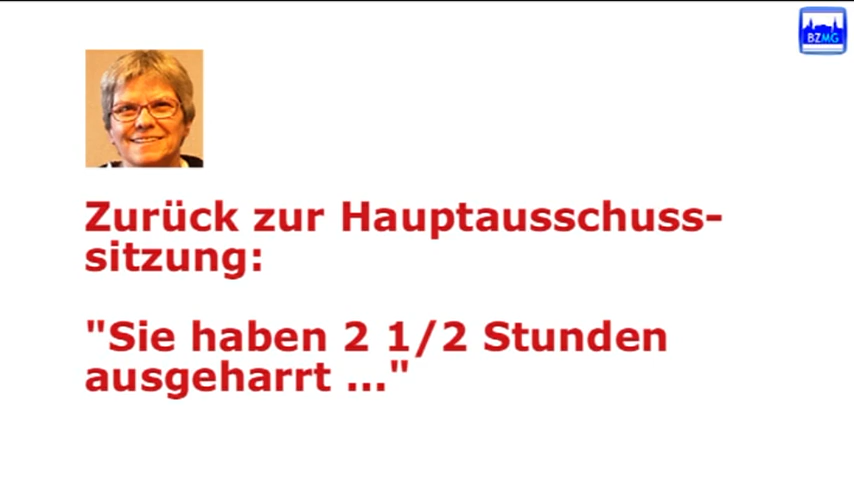 BZMG
Zurück zur Hauptausschuss-
sitzung:
"Sie haben 2 1/2 Stunden
ausgeharrt ..."